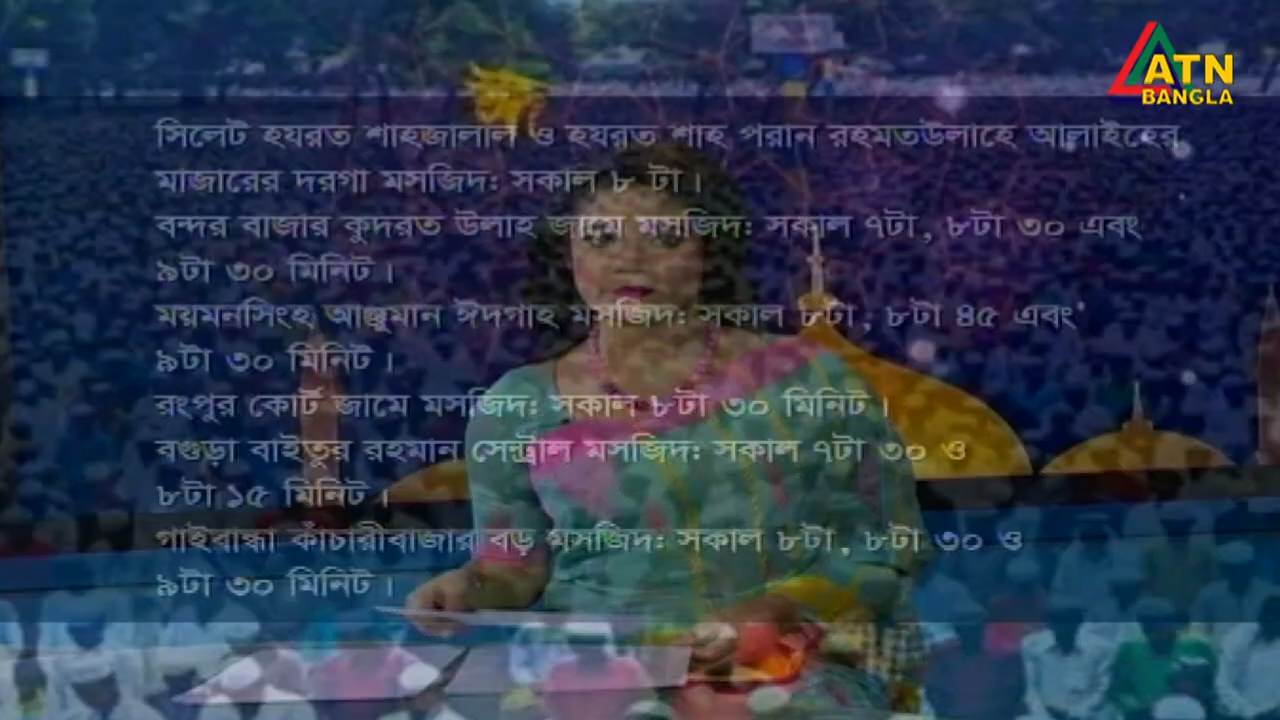 ATN
BANGLA
সিলেট হযরত শাহজালাল ও হযরত শাহ পরান রহমতউলাহে আলাইহের
মাজারের দরগা মসজিদঃ সকাল ৮ টা।
বন্দর বাজার কুদরত উলাহ জামে মসজিদঃ সকাল ৭টা, ৮টা ৩০ এবং
৯টা ৩০ মিনিট।
ময়মনসিংহ আঞ্জুমান ঈদগাহ মসজিদঃ সকাল ৮টা, ৮টা ৪৫ এবং
৯টা ৩০ মিনিট।
রংপুর কোর্ট জামে মসজিদঃ সকাল ৮টা ৩০ মিনিট।
বগুড়া বাইতুর রহমান সেন্ট্রাল মসজিদঃ সকাল ৭টা ৩০ ও
৮টা ১৫ মিনিট।
গাইবান্ধা কাঁচারীবাজার বড় মসজিদঃ সকাল ৮টা, ৮টা ৩০ ও
৯টা ৩০ মিনিট।